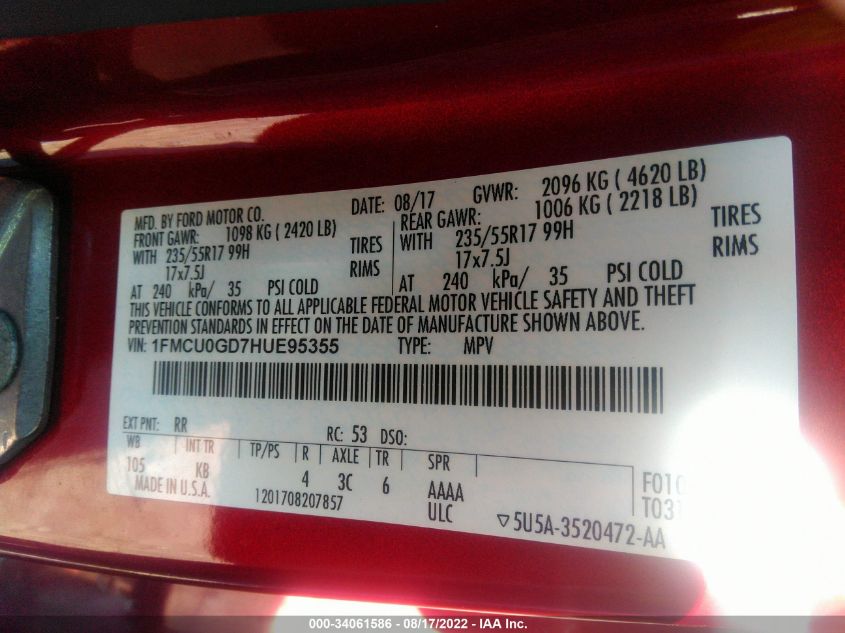 MFD. BY FORD MOTOR CO. DATE: 08/17 GVWR: 2096 KG ( 4620 LB)
FRONT GAWR: 1098 KG ( 2420 LB) REAR GAWR: 1006 KG ( 2218 LB)
WITH 235/55R17 99H TIRES WITH 235/55R17 99H TIRES
17x7.5J RIMS 17x7.5J RIMS
AT 240 kPa/ 35 PSI COLD AT 240 kPa/ 35 PSI COLD
THIS VEHICLE CONFORMS TO ALL APPLICABLE FEDERAL MOTOR VEHICLE SAFETY AND THEFT
PREVENTION STANDARDS IN EFFECT ON THE DATE OF MANUFACTURE SHOWN ABOVE.
VIN: 1FMCU0GD7HUE95355 TYPE: MPV
EXT PNT: RR RC: 53 DSO:
WB INT TR TP/PS R AXLE TR SPR
105 KB 4 3C 6 AAAA F010
MADE IN U.S.A. 1201708207857 ULC T031
▽5U5A-3520472-AA
000-34061586 - 08/17/2022 - IAA Inc.